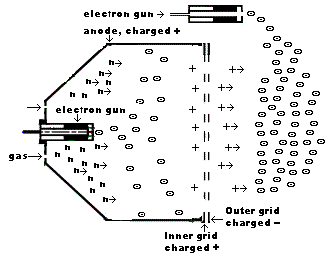 electron gun →
anode, charged +
electron gun
gas →
Outer grid
charged −
Inner grid
charged +